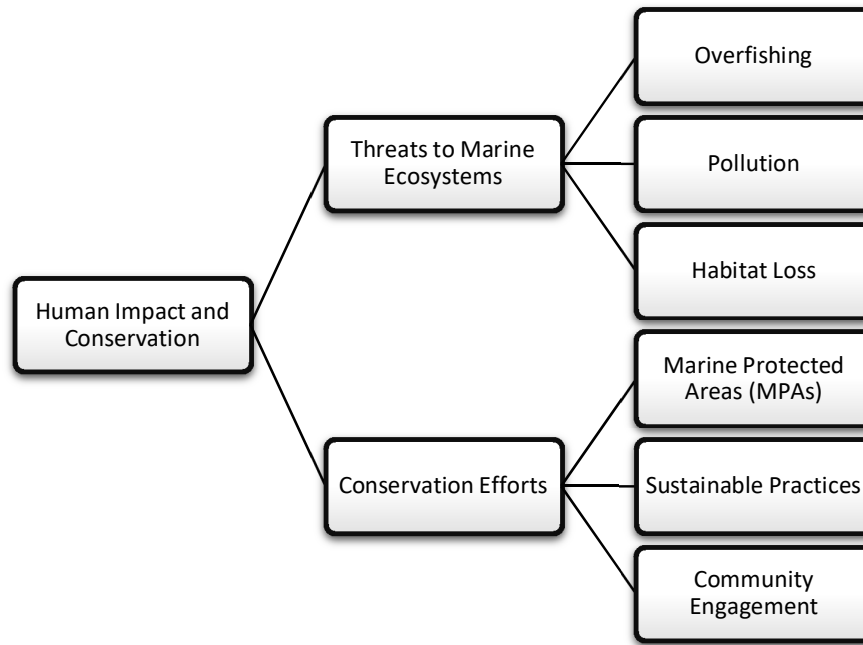 Human Impact and
Conservation
Threats to Marine
Ecosystems
Overfishing
Pollution
Habitat Loss
Conservation Efforts
Marine Protected
Areas (MPAs)
Sustainable Practices
Community
Engagement